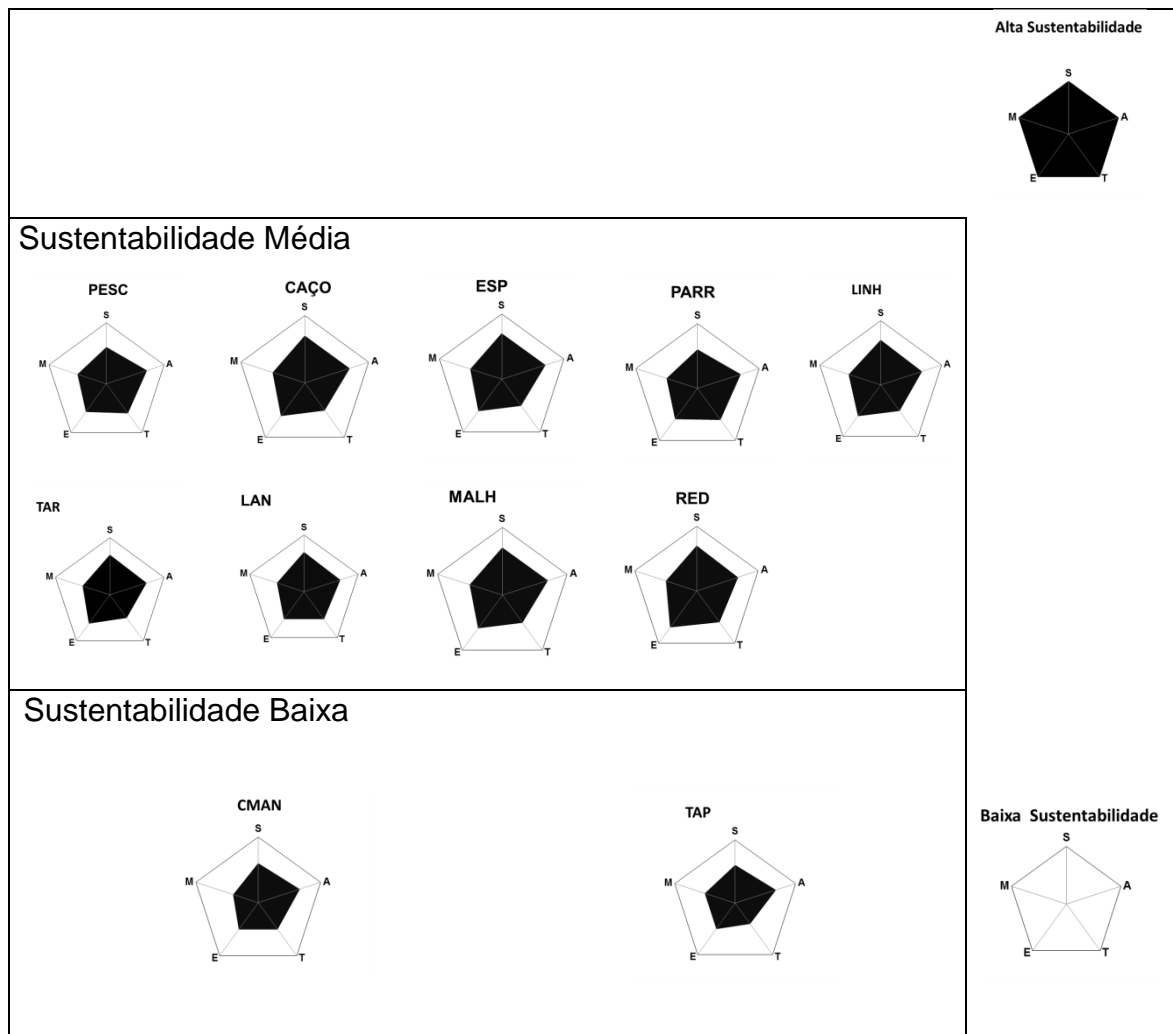 Alta Sustentabilidade
S
M A
E T
Sustentabilidade Média
PESC CAÇO ESP PARR LINH
S S S S S
M A M A M A M A M A
E T E T E T E T E T
TAR LAN MALH RED
S S S S
M A M A M A M A
E T E T E T E T
Sustentabilidade Baixa
CMAN TAP Baixa Sustentabilidade
S S S
M A M A M A
E T E T E T